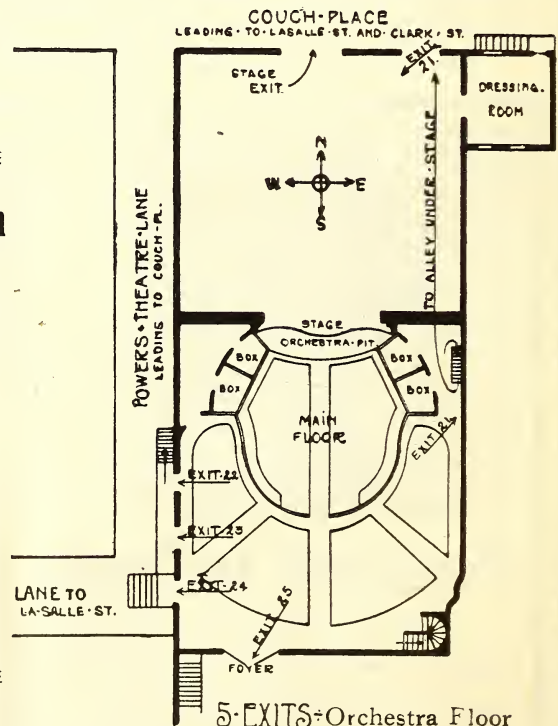 COUCH-PLACE
LEADING·TO·LASALLE·ST. AND·CLARK·ST.
STAGE
EXIT.
EXIT
21.
DRESSING.
ROOM
N
W
E
S
POWERS·THEATRE·LANE
LEADING TO COUCH-PL.
TO ALLEY UNDER·STAGE
STAGE
ORCHESTRA·PIT
BOX
BOX
BOX
BOX
MAIN
FLOOR
EXIT 21
EXIT·22
EXIT·23
EXIT·24
EXIT 25
LANE TO
LA·SALLE·ST.
FOYER
5·EXITS÷Orchestra Floor